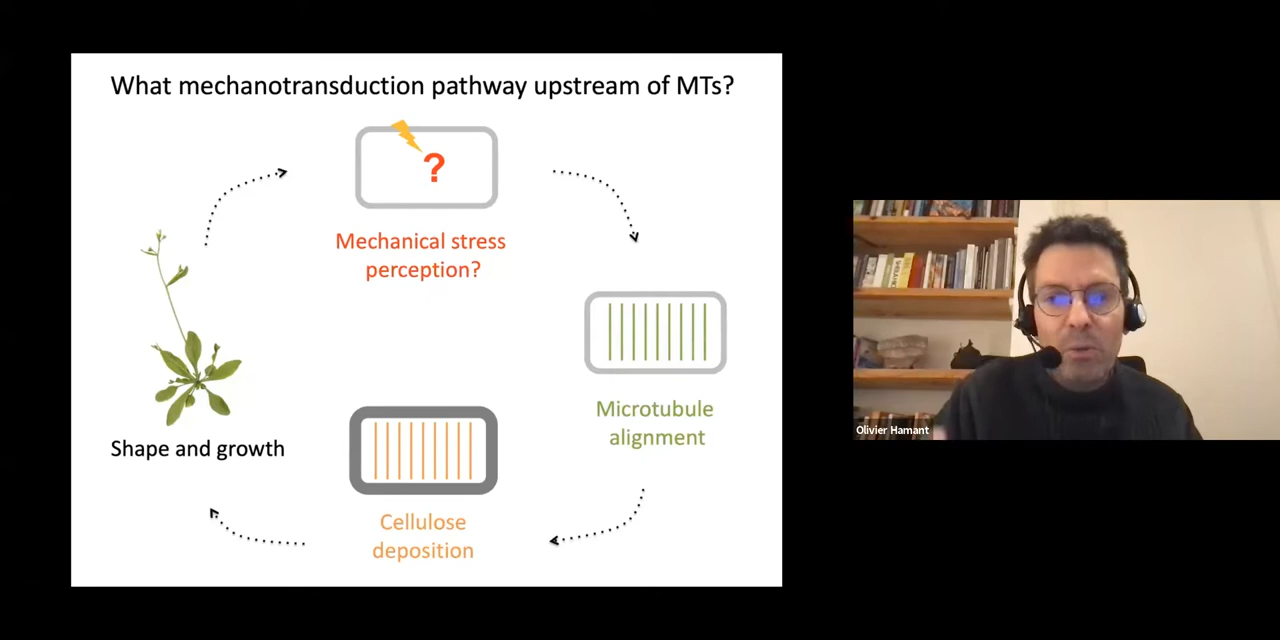 What mechanotransduction pathway upstream of MTs?
?
Mechanical stress
perception?
Microtubule
alignment
Shape and growth
Cellulose
deposition
Olivier Hamant